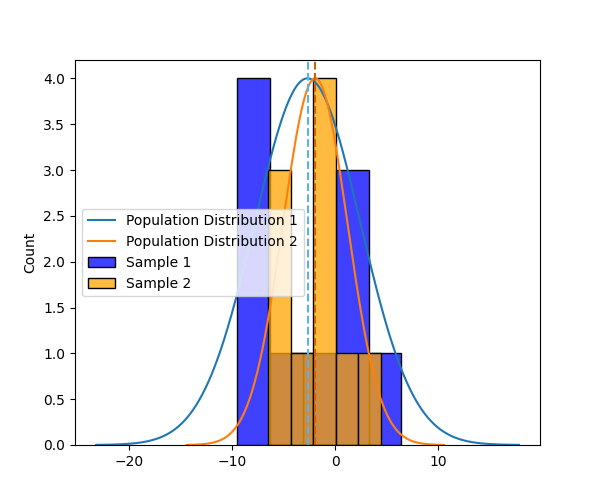 4.0
3.5
3.0
2.5
2.0
1.5
1.0
0.5
0.0
Count
Population Distribution 1
Population Distribution 2
Sample 1
Sample 2
−20 −10 0 10